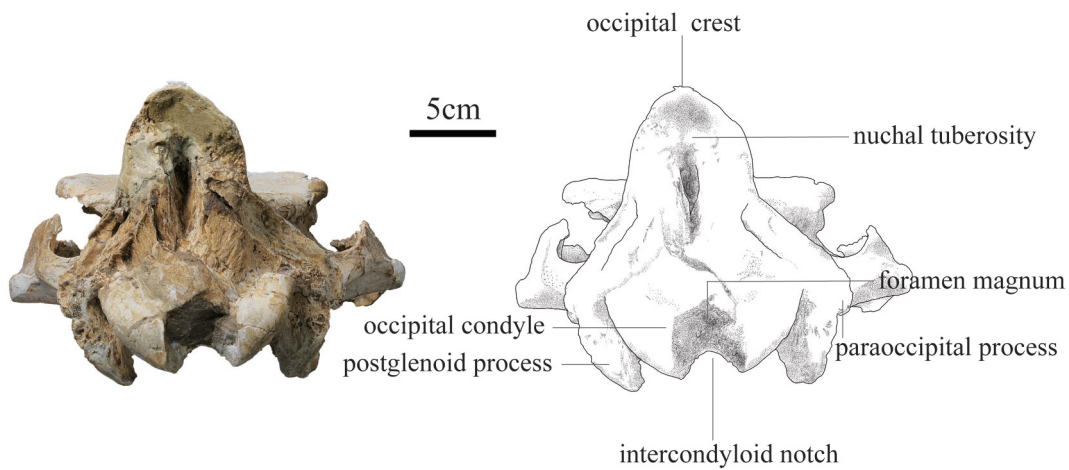 occipital crest
5cm
nuchal tuberosity
foramen magnum
occipital condyle
paraoccipital process
postglenoid process
intercondyloid notch